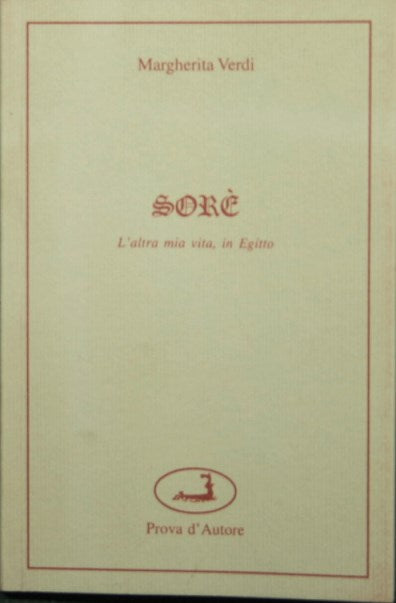 Margherita Verdi
SORÈ
L'altra mia vita, in Egitto
Prova d'Autore